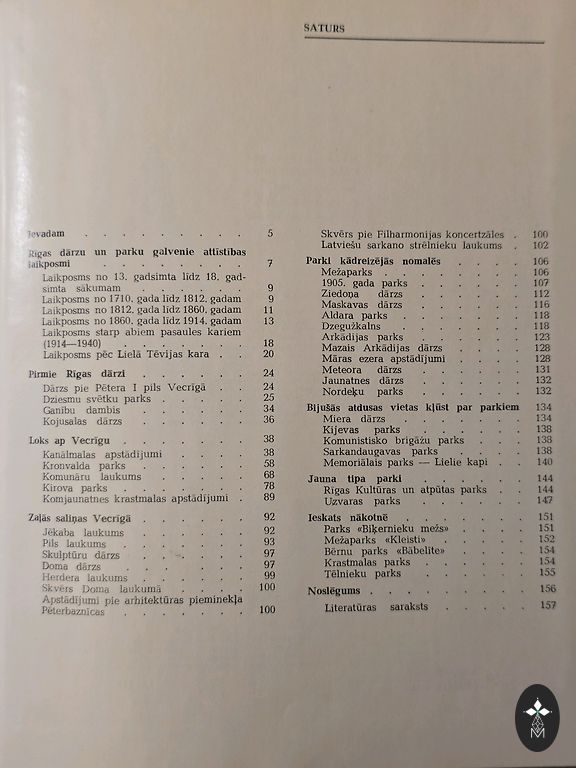 SATURS
Ievadam . . . . . . . . 5
Rīgas dārzu un parku galvenie attīstības
laikposmi . . . . . . . . 7
Laikposms no 13. gadsimta līdz 18. gad-
simta sākumam . . . . . . 9
Laikposms no 1710. gada līdz 1812. gadam 9
Laikposms no 1812. gada līdz 1860. gadam 11
Laikposms no 1860. gada līdz 1914. gadam 13
Laikposms starp abiem pasaules kariem
(1914—1940) . . . . . . 18
Laikposms pēc Lielā Tēvijas kara . . 20
Pirmie Rīgas dārzi . . . . . 24
Dārzs pie Pētera I pils Vecrīgā . . 24
Dziesmu svētku parks . . . . . 25
Ganību dambis . . . . . . 34
Kojusalas dārzs . . . . . . 36
Loks ap Vecrīgu . . . . . . 38
Kanālmalas apstādījumi . . . . 38
Kronvalda parks . . . . . . 58
Komunāru laukums . . . . . 68
Kirova parks . . . . . . . 78
Komjaunatnes krastmalas apstādījumi . 89
Zaļās saliņas Vecrīgā . . . . . 92
Jēkaba laukums . . . . . . 92
Pils laukums . . . . . . . 93
Skulptūru dārzs . . . . . . 97
Doma dārzs . . . . . . . 97
Herdera laukums . . . . . . 99
Skvērs Doma laukumā . . . . . 100
Apstādījumi pie arhitektūras pieminekļa
Pēterbaznīcas . . . . . . 100
Skvērs pie Filharmonijas koncertzāles . 100
Latviešu sarkano strēlnieku laukums . 102
Parki kādreizējās nomalēs . . . . 106
Mežaparks . . . . . . . . 106
1905. gada parks . . . . . . 107
Ziedoņa dārzs . . . . . . 112
Maskavas dārzs . . . . . . 116
Aldara parks . . . . . . . 118
Dzegužkalns . . . . . . . 118
Arkādijas parks . . . . . . 123
Mazais Arkādijas dārzs . . . . 128
Māras ezera apstādījumi . . . . 128
Meteora dārzs . . . . . . 131
Jaunatnes dārzs . . . . . . 132
Nordeķu parks . . . . . . 132
Bijušās atdusas vietas kļūst par parkiem 134
Miera dārzs . . . . . . . 134
Kijevas parks . . . . . . 138
Komunistisko brigāžu parks . . . 138
Sarkandaugavas parks . . . . 138
Memoriālais parks — Lielie kapi . . 140
Jauna tipa parki . . . . . . 144
Rīgas Kultūras un atpūtas parks . . 144
Uzvaras parks . . . . . . 147
Ieskats nākotnē . . . . . . 151
Parks «Biķernieku mežs» . . . . 151
Mežaparks «Kleisti» . . . . . 152
Bērnu parks «Bābelīte» . . . . 154
Krastmalas parks . . . . . . 154
Tēlnieku parks . . . . . . 155
Noslēgums . . . . . . . . 156
Literatūras saraksts . . . . . 157
M